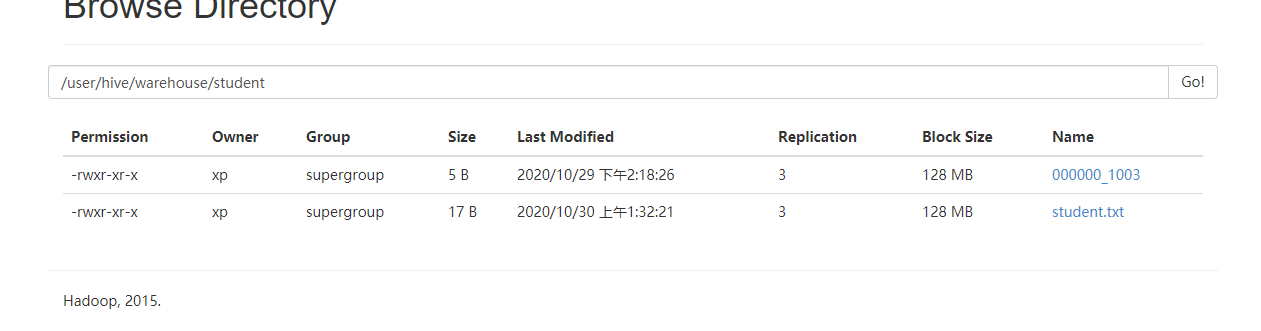 Browse Directory
/user/hive/warehouse/student Go!
Permission Owner Group Size Last Modified Replication Block Size Name
-rwxr-xr-x xp supergroup 5 B 2020/10/29 下午2:18:26 3 128 MB 000000_1003
-rwxr-xr-x xp supergroup 17 B 2020/10/30 上午1:32:21 3 128 MB student.txt
Hadoop, 2015.